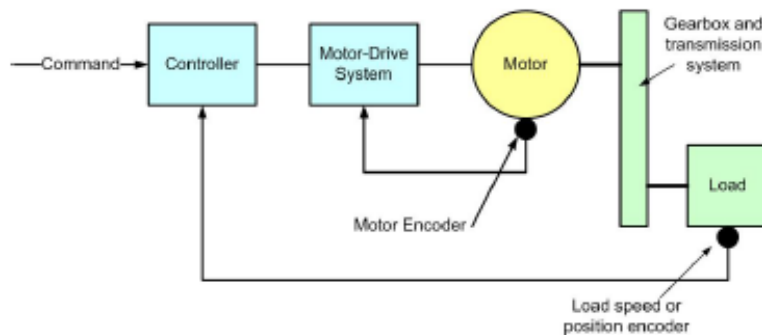 Command
Controller
Motor-Drive
System
Motor
Gearbox and
transmission
system
Load
Motor Encoder
Load speed or
position encoder